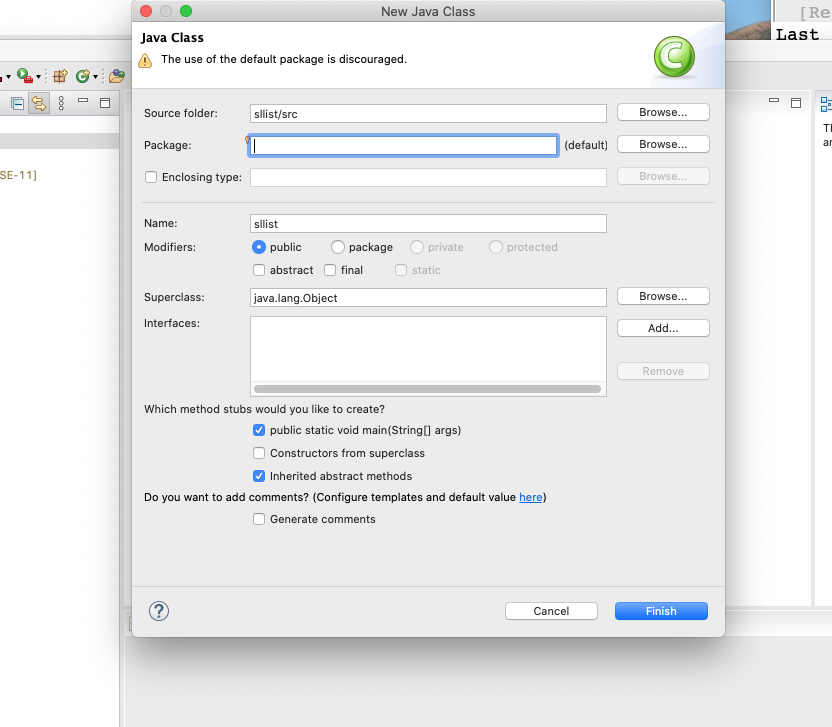 New Java Class
[Re
Java Class
Last
The use of the default package is discouraged.
Source folder: sllist/src Browse...
Package: (default) Browse...
Enclosing type: Browse...
SE-11]
Name: sllist
Modifiers: public package private protected
abstract final static
Superclass: java.lang.Object Browse...
Interfaces: Add...
Remove
Which method stubs would you like to create?
public static void main(String[] args)
Constructors from superclass
Inherited abstract methods
Do you want to add comments? (Configure templates and default value here)
Generate comments
? Cancel Finish